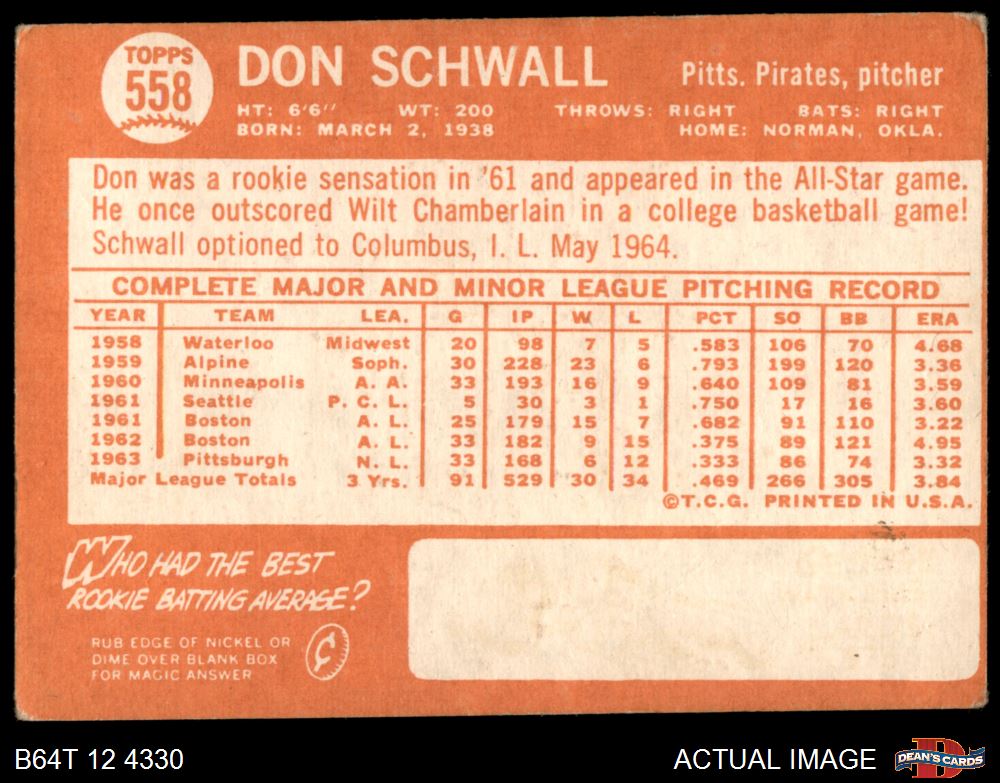 TOPPS
558
DON SCHWALL
Pitts. Pirates, pitcher
HT: 6'6" WT: 200 THROWS: RIGHT BATS: RIGHT
BORN: MARCH 2, 1938 HOME: NORMAN, OKLA.
Don was a rookie sensation in '61 and appeared in the All-Star game.
He once outscored Wilt Chamberlain in a college basketball game!
Schwall optioned to Columbus, I. L. May 1964.
COMPLETE MAJOR AND MINOR LEAGUE PITCHING RECORD
YEAR TEAM LEA. G IP W L PCT SO BB ERA
1958 Waterloo Midwest 20 98 7 5 .583 106 70 4.68
1959 Alpine Soph. 30 228 23 6 .793 199 120 3.36
1960 Minneapolis A. A. 33 193 16 9 .640 109 81 3.59
1961 Seattle P. C. L. 5 30 3 1 .750 17 16 3.60
1961 Boston A. L. 25 179 15 7 .682 91 110 3.22
1962 Boston A. L. 33 182 9 15 .375 89 121 4.95
1963 Pittsburgh N. L. 33 168 6 12 .333 86 74 3.32
Major League Totals 3 Yrs. 91 529 30 34 .469 266 305 3.84
©T.C.G. PRINTED IN U.S.A.
WHO HAD THE BEST
ROOKIE BATTING AVERAGE?
RUB EDGE OF NICKEL OR
DIME OVER BLANK BOX
FOR MAGIC ANSWER
¢
B64T 12 4330
ACTUAL IMAGE
D
DEAN'S CARDS